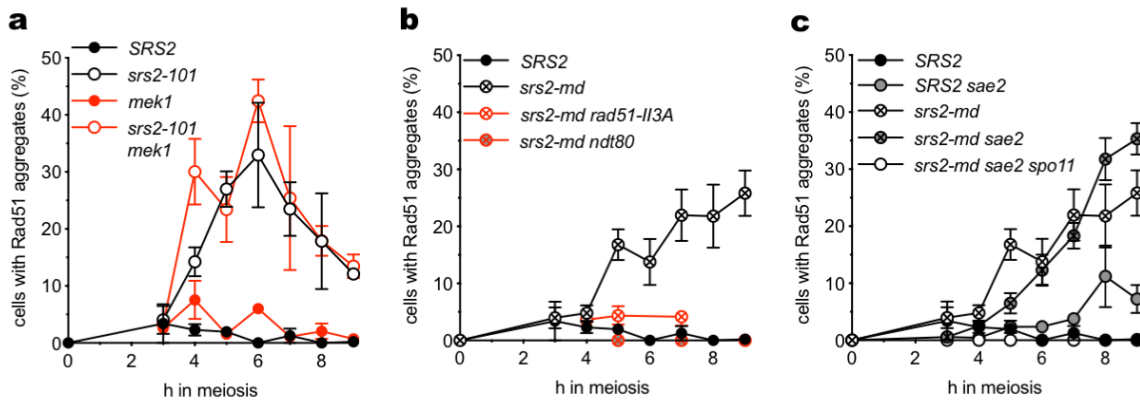 a
SRS2
srs2-101
mek1
srs2-101
mek1
cells with Rad51 aggregates (%)
50
40
30
20
10
0
0
2
4
6
8
h in meiosis
b
SRS2
srs2-md
srs2-md rad51-II3A
srs2-md ndt80
cells with Rad51 aggregates (%)
50
40
30
20
10
0
0
2
4
6
8
h in meiosis
c
SRS2
SRS2 sae2
srs2-md
srs2-md sae2
srs2-md sae2 spo11
cells with Rad51 aggregates (%)
50
40
30
20
10
0
0
2
4
6
8
h in meiosis